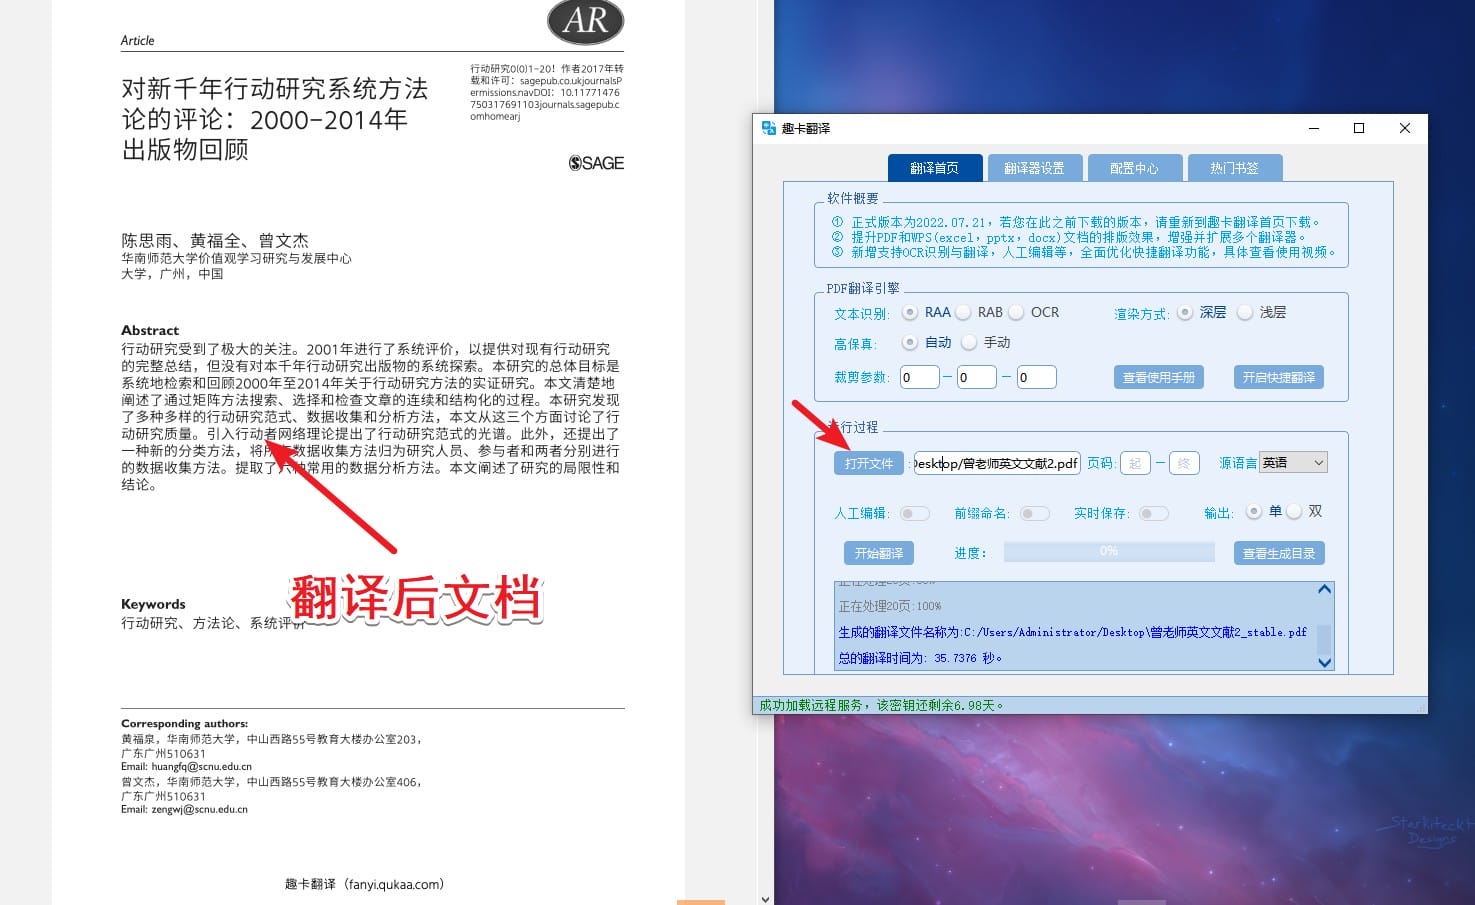 AR
Article
行动研究0(0)1-20！作者2017年转
载和许可：sagepub.co.ukjournalsP
ermissions.navDOI：10.11771476
750317691103journals.sagepub.c
omhomearj
对新千年行动研究系统方法
论的评论：2000-2014年
出版物回顾
SAGE
陈思雨、黄福全、曾文杰
华南师范大学价值观学习研究与发展中心
大学，广州，中国
Abstract
行动研究受到了极大的关注。2001年进行了系统评价，以提供对现有行动研究
的完整总结，但没有对本千年行动研究出版物的系统探索。本研究的总体目标是
系统地检索和回顾2000年至2014年关于行动研究方法的实证研究。本文清楚地
阐述了通过矩阵方法搜索、选择和检查文章的连续和结构化的过程。本研究发现
了多种多样的行动研究范式、数据收集和分析方法，本文从这三个方面讨论了行
动研究质量。引入行动者网络理论提出了行动研究范式的光谱。此外，还提出了
一种新的分类方法，将所有数据收集方法归为研究人员、参与者和两者分别进行
的数据收集方法。提取了六种常用的数据分析方法。本文阐述了研究的局限性和
结论。
翻译后文档
Keywords
行动研究、方法论、系统评价
Corresponding authors:
黄福泉，华南师范大学，中山西路55号教育大楼办公室203，
广东广州510631
Email: huangfq@scnu.edu.cn
曾文杰，华南师范大学，中山西路55号教育大楼办公室406，
广东广州510631
Email: zengwj@scnu.edu.cn
趣卡翻译（fanyi.qukaa.com）
趣卡翻译
翻译首页 翻译器设置 配置中心 热门书签
软件概要
① 正式版本为2022.07.21，若您在此之前下载的版本，请重新到趣卡翻译首页下载。
② 提升PDF和WPS(excel，pptx，docx)文档的排版效果，增强并扩展多个翻译器。
③ 新增支持OCR识别与翻译，人工编辑等，全面优化快捷翻译功能，具体查看使用视频。
PDF翻译引擎
文本识别： RAA RAB OCR 渲染方式： 深层 浅层
高保真： 自动 手动
裁剪参数： 0 — 0 — 0 查看使用手册 开启快捷翻译
行过程
打开文件 : Desktop/曾老师英文文献2.pdf 页码: 起 — 终 源语言 英语
人工编辑: 前缀命名: 实时保存: 输出: 单 双
开始翻译 进度: 0% 查看生成目录
正在处理20页:100%
生成的翻译文件名称为:C:/Users/Administrator/Desktop\曾老师英文文献2_stable.pdf
总的翻译时间为: 35.7376 秒。
成功加载远程服务，该密钥还剩余6.98天。
Designs